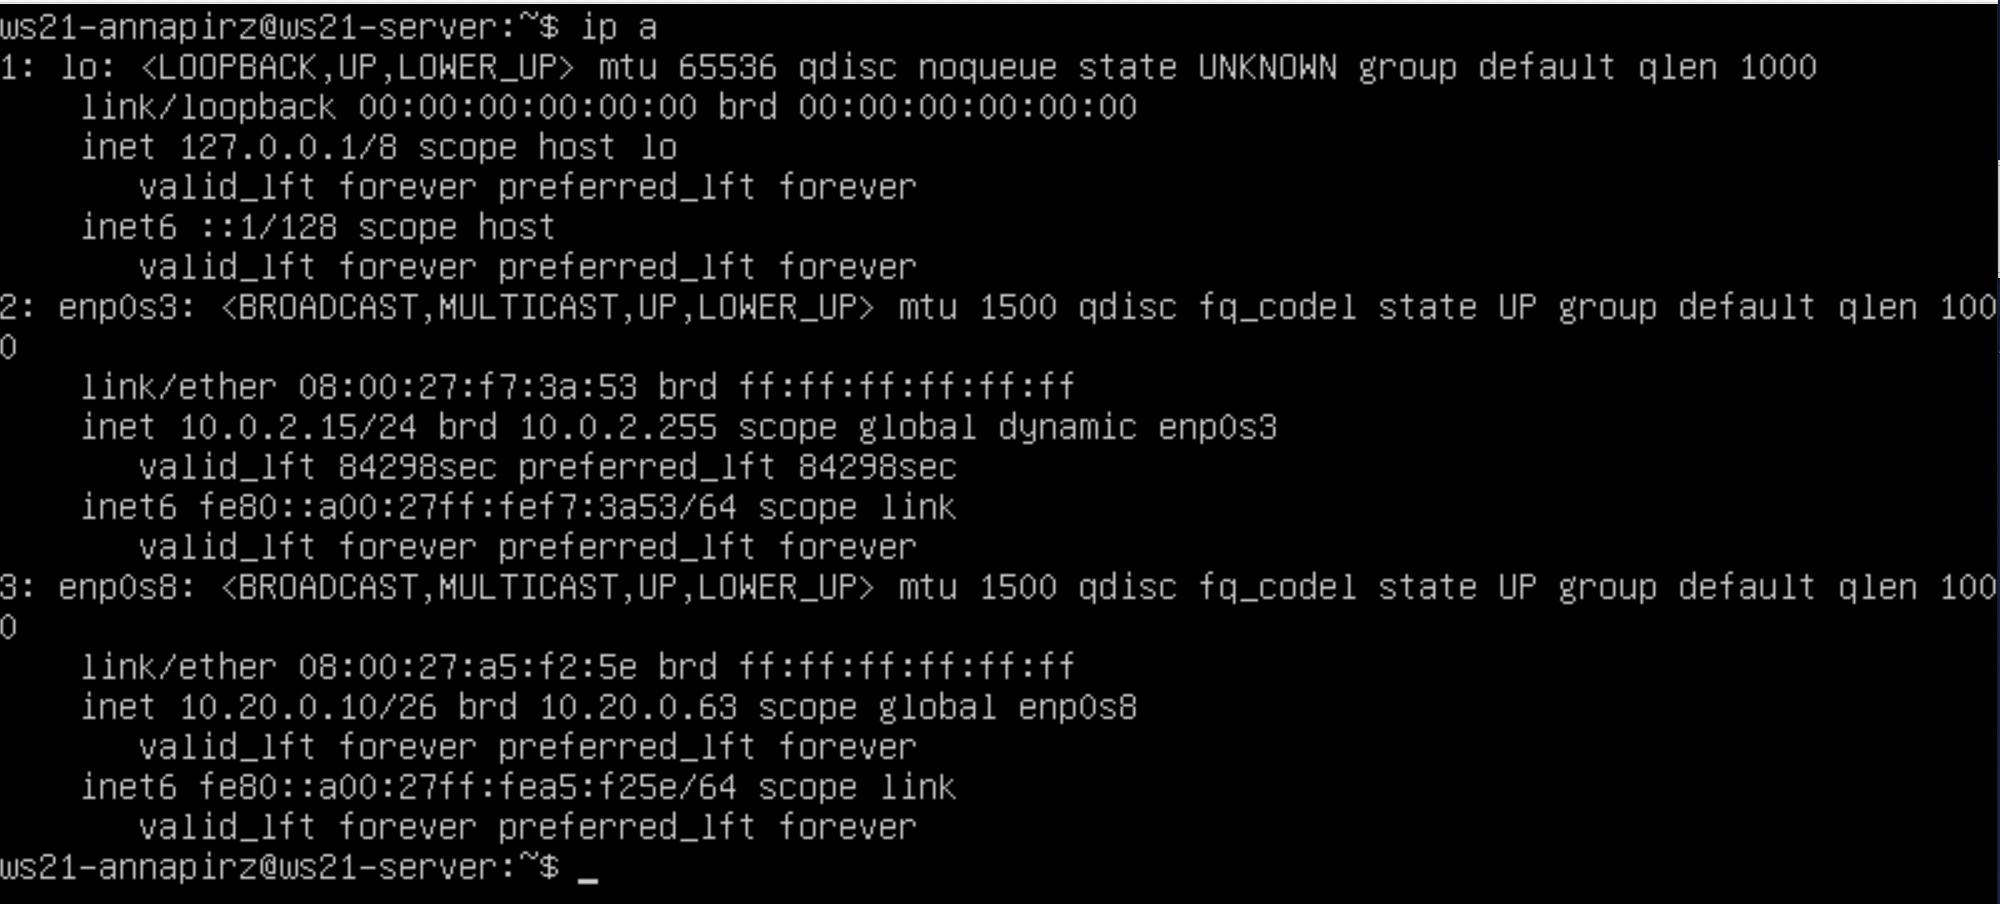 ws21-annapirz@ws21-server:~$ ip a
1: lo: <LOOPBACK,UP,LOWER_UP> mtu 65536 qdisc noqueue state UNKNOWN group default qlen 1000
    link/loopback 00:00:00:00:00:00 brd 00:00:00:00:00:00
    inet 127.0.0.1/8 scope host lo
       valid_lft forever preferred_lft forever
    inet6 ::1/128 scope host
       valid_lft forever preferred_lft forever
2: enp0s3: <BROADCAST,MULTICAST,UP,LOWER_UP> mtu 1500 qdisc fq_codel state UP group default qlen 100
0
    link/ether 08:00:27:f7:3a:53 brd ff:ff:ff:ff:ff:ff
    inet 10.0.2.15/24 brd 10.0.2.255 scope global dynamic enp0s3
       valid_lft 84298sec preferred_lft 84298sec
    inet6 fe80::a00:27ff:fef7:3a53/64 scope link
       valid_lft forever preferred_lft forever
3: enp0s8: <BROADCAST,MULTICAST,UP,LOWER_UP> mtu 1500 qdisc fq_codel state UP group default qlen 100
0
    link/ether 08:00:27:a5:f2:5e brd ff:ff:ff:ff:ff:ff
    inet 10.20.0.10/26 brd 10.20.0.63 scope global enp0s8
       valid_lft forever preferred_lft forever
    inet6 fe80::a00:27ff:fea5:f25e/64 scope link
       valid_lft forever preferred_lft forever
ws21-annapirz@ws21-server:~$ _